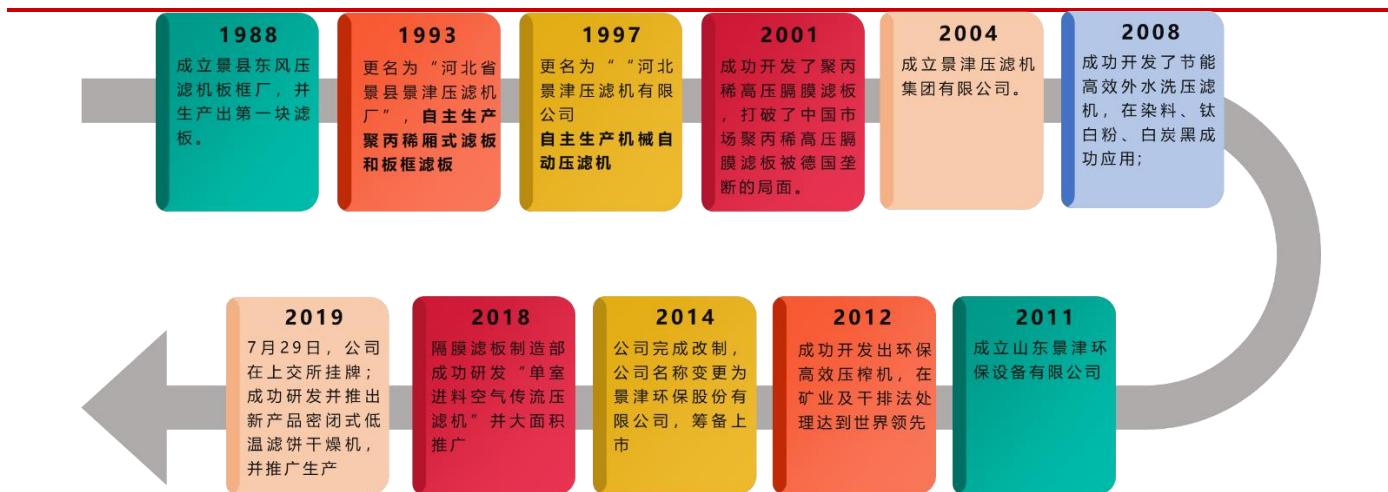 1988
成立景县东风压
滤机板框厂，并
生产出第一块滤
板。
1993
更名为“河北省
景县景津压滤机
厂”，自主生产
聚丙稀厢式滤板
和板框滤板
1997
更名为““河北
景津压滤机有限
公司
自主生产机械自
动压滤机
2001
成功开发了聚丙
稀高压膈膜滤板
，打破了中国市
场聚丙稀高压膈
膜滤板被德国垄
断的局面。
2004
成立景津压滤机
集团有限公司。
2008
成功开发了节能
高效外水洗压滤
机，在染料、钛
白粉、白炭黑成
功应用;
2011
成立山东景津环
保设备有限公司
2012
成功开发出环保
高效压榨机，在
矿业及干排法处
理达到世界领先
2014
公司完成改制，
公司名称变更为
景津环保股份有
限公司，筹备上
市
2018
隔膜滤板制造部
成功研发“单室
进料空气传流压
滤机”并大面积
推广
2019
7月29日，公司
在上交所挂牌；
成功研发并推出
新产品密闭式低
温滤饼干燥机，
并推广生产